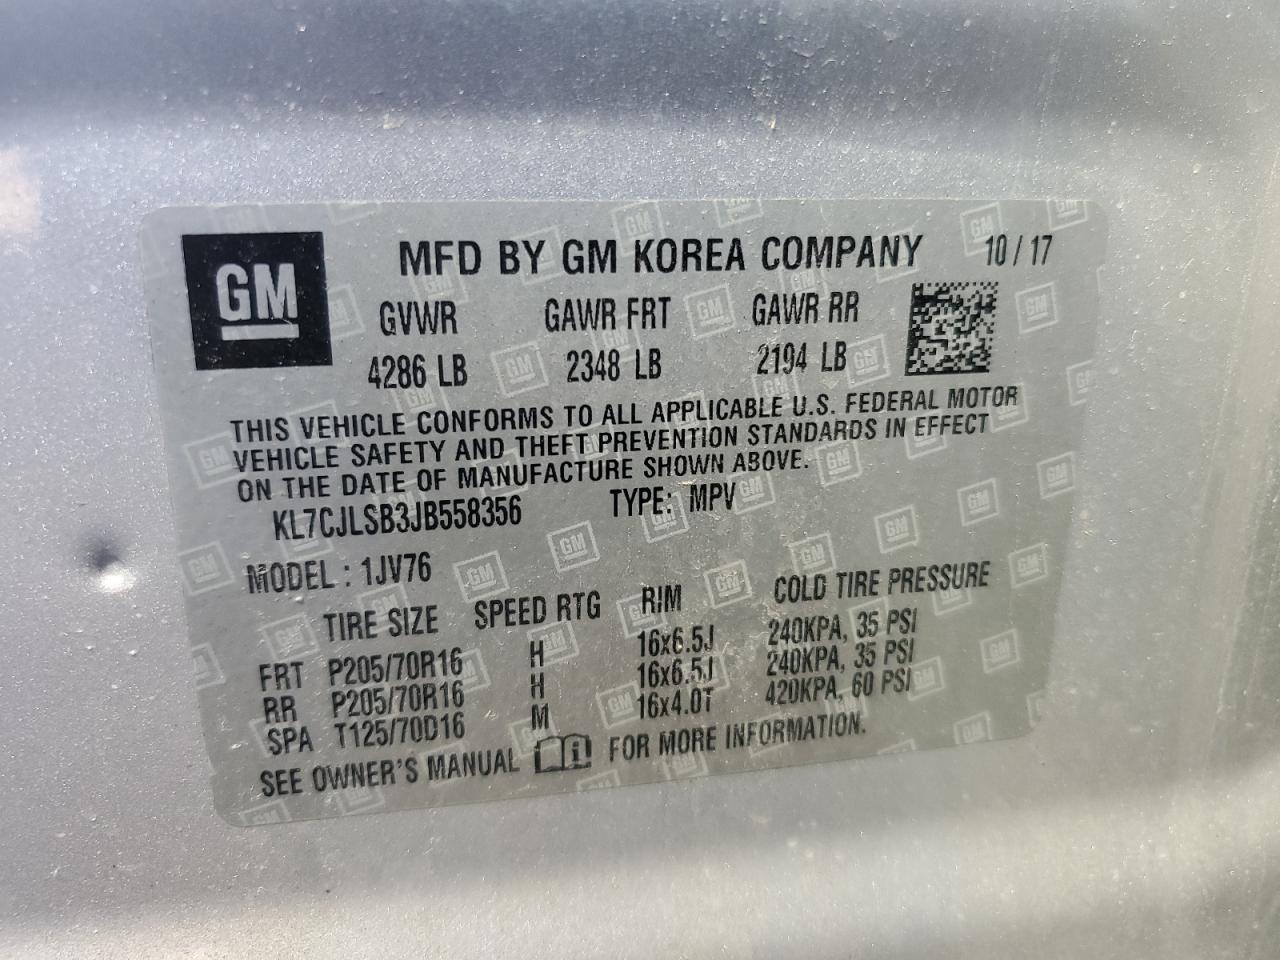 GM MFD BY GM KOREA COMPANY 10/17
GVWR GAWR FRT GAWR RR
4286 LB 2348 LB 2194 LB
THIS VEHICLE CONFORMS TO ALL APPLICABLE U.S. FEDERAL MOTOR
VEHICLE SAFETY AND THEFT PREVENTION STANDARDS IN EFFECT
ON THE DATE OF MANUFACTURE SHOWN ABOVE.
KL7CJLSB3JB558356 TYPE: MPV
MODEL : 1JV76
TIRE SIZE SPEED RTG RIM COLD TIRE PRESSURE
FRT P205/70R16 H 16x6.5J 240KPA, 35 PSI
RR P205/70R16 H 16x6.5J 240KPA, 35 PSI
SPA T125/70D16 M 16x4.0T 420KPA, 60 PSI
SEE OWNER'S MANUAL i FOR MORE INFORMATION.